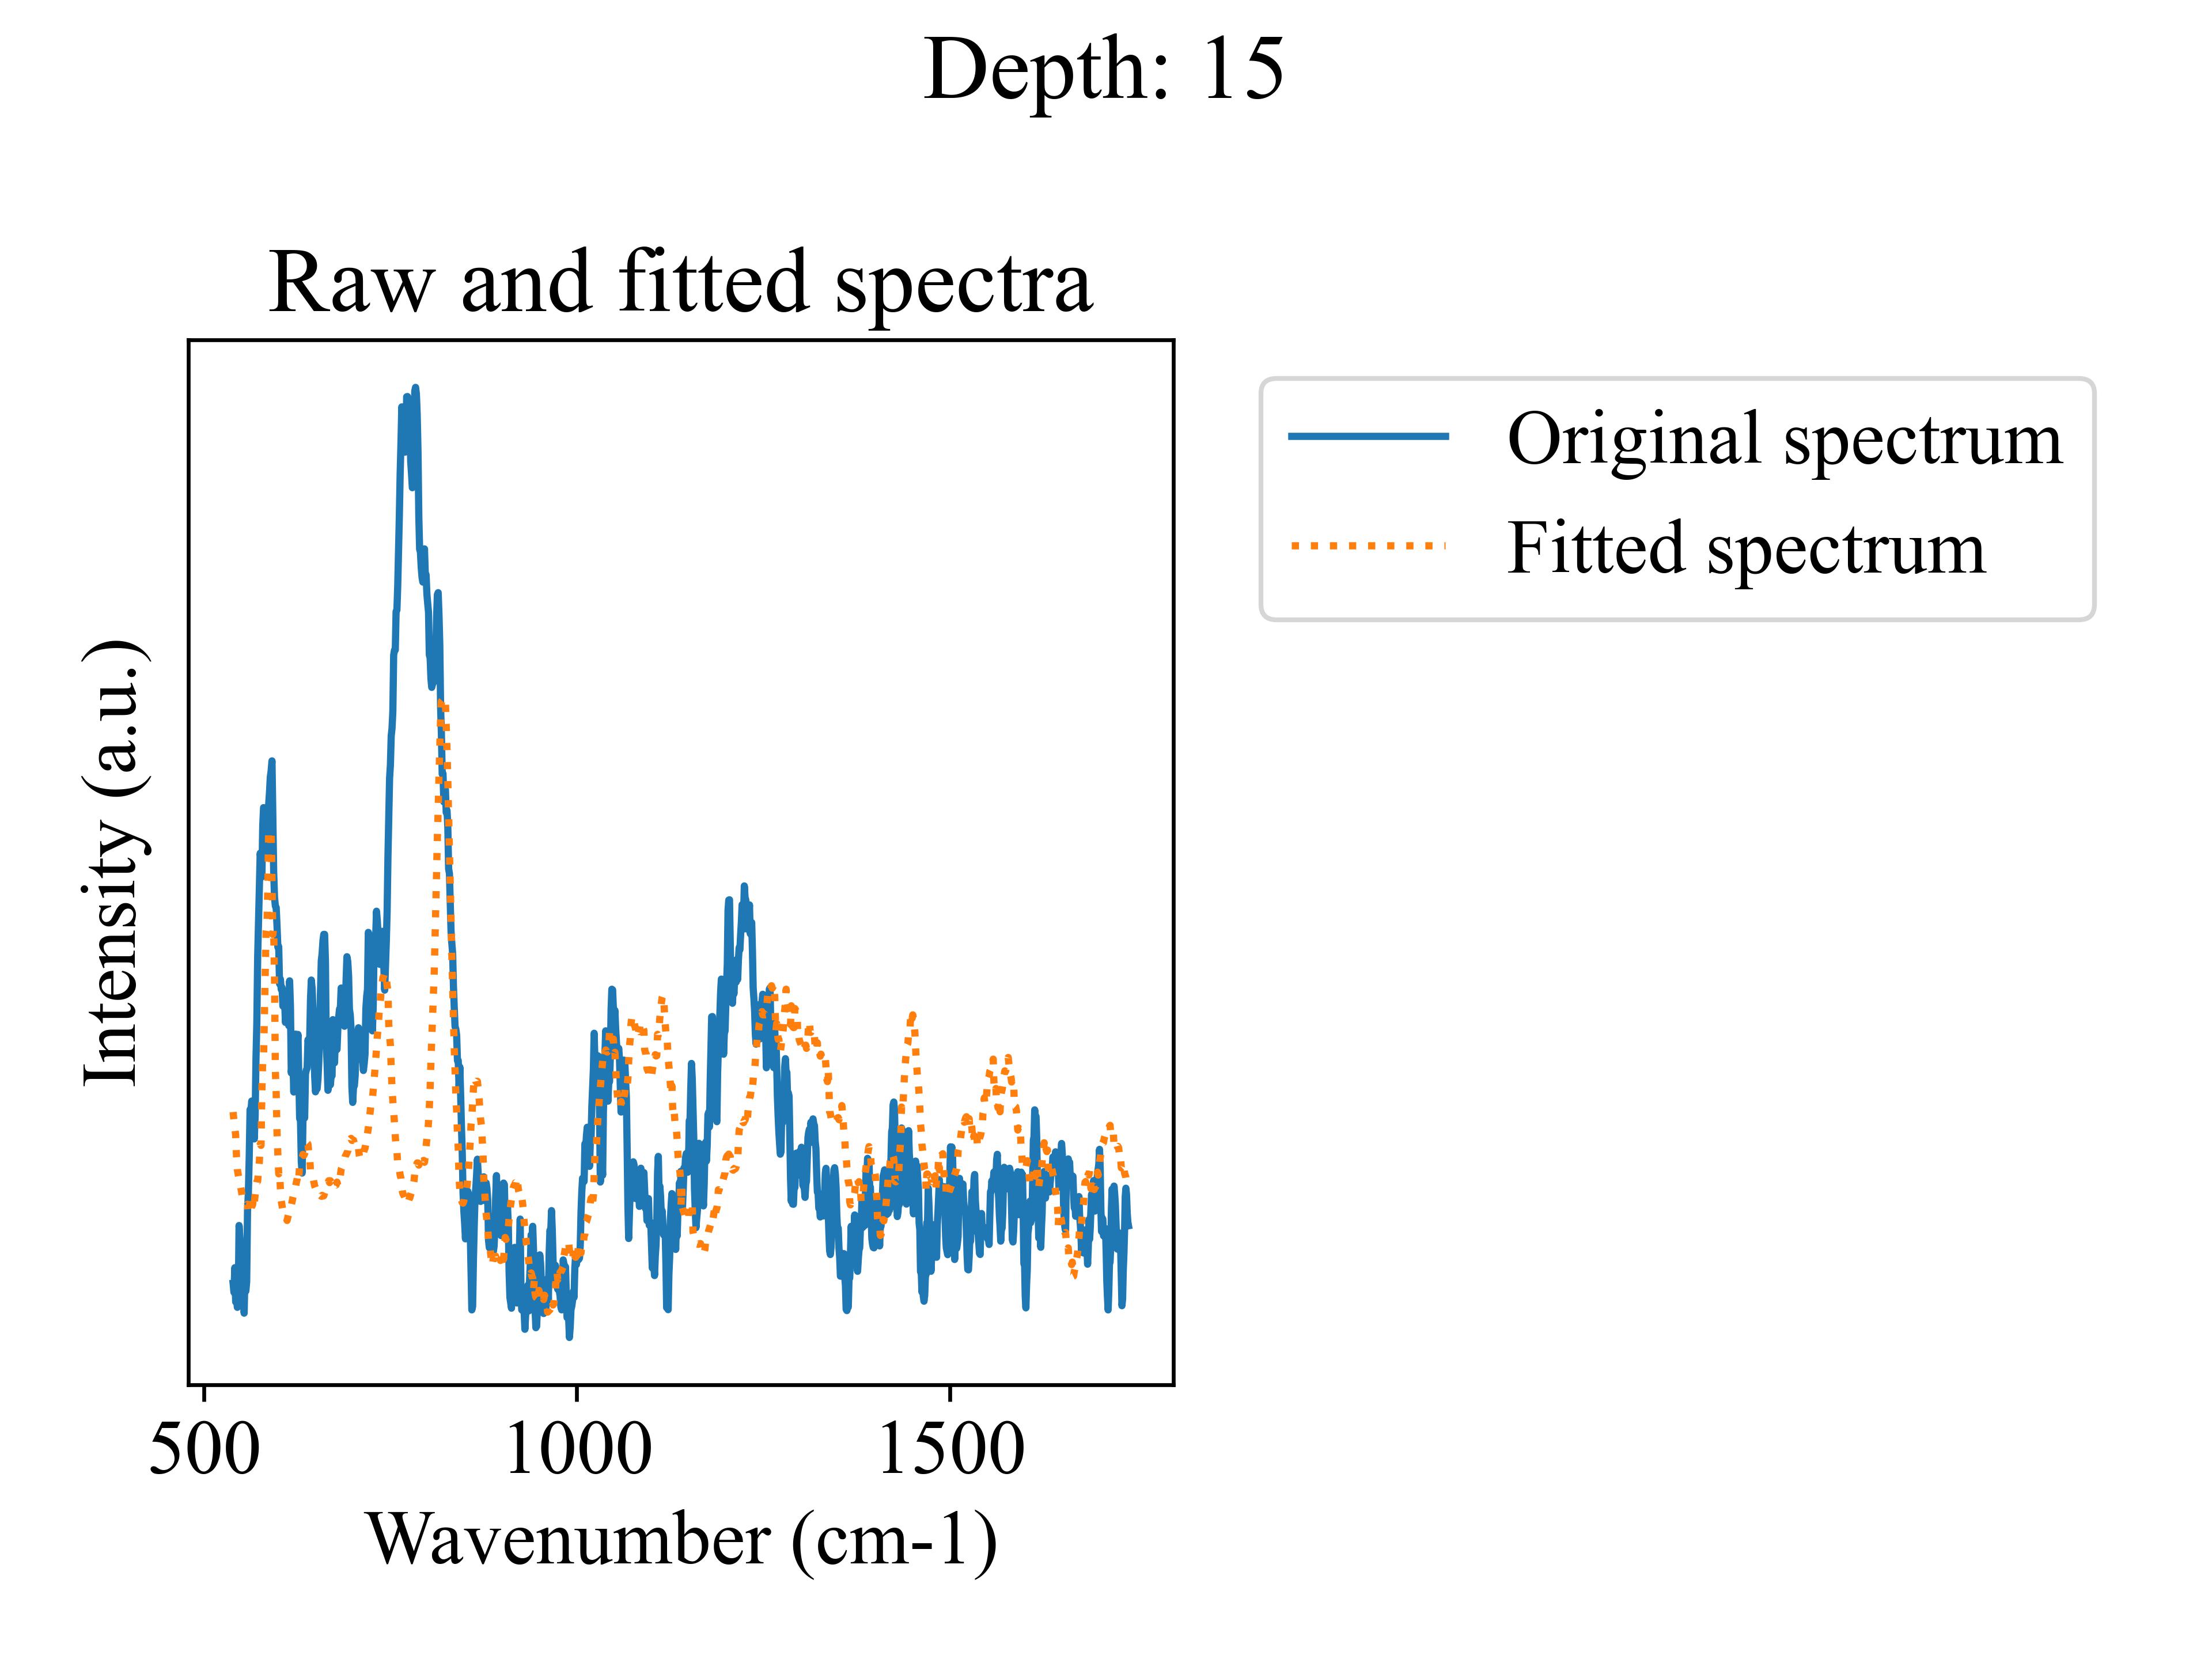 Depth: 15
Raw and fitted spectra
Original spectrum
Fitted spectrum
Intensity (a.u.)
500 1000 1500
Wavenumber (cm-1)